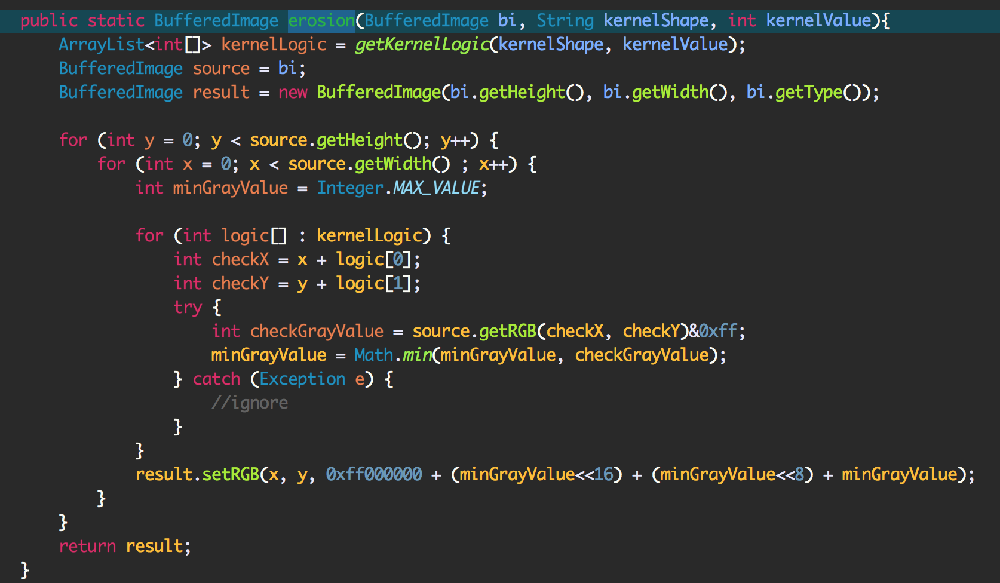 public static BufferedImage erosion(BufferedImage bi, String kernelShape, int kernelValue){
    ArrayList<int[]> kernelLogic = getKernelLogic(kernelShape, kernelValue);
    BufferedImage source = bi;
    BufferedImage result = new BufferedImage(bi.getHeight(), bi.getWidth(), bi.getType());

    for (int y = 0; y < source.getHeight(); y++) {
        for (int x = 0; x < source.getWidth() ; x++) {
            int minGrayValue = Integer.MAX_VALUE;

            for (int logic[] : kernelLogic) {
                int checkX = x + logic[0];
                int checkY = y + logic[1];
                try {
                    int checkGrayValue = source.getRGB(checkX, checkY)&0xff;
                    minGrayValue = Math.min(minGrayValue, checkGrayValue);
                } catch (Exception e) {
                    //ignore
                }
            }
            result.setRGB(x, y, 0xff000000 + (minGrayValue<<16) + (minGrayValue<<8) + minGrayValue);
        }
    }
    return result;
}